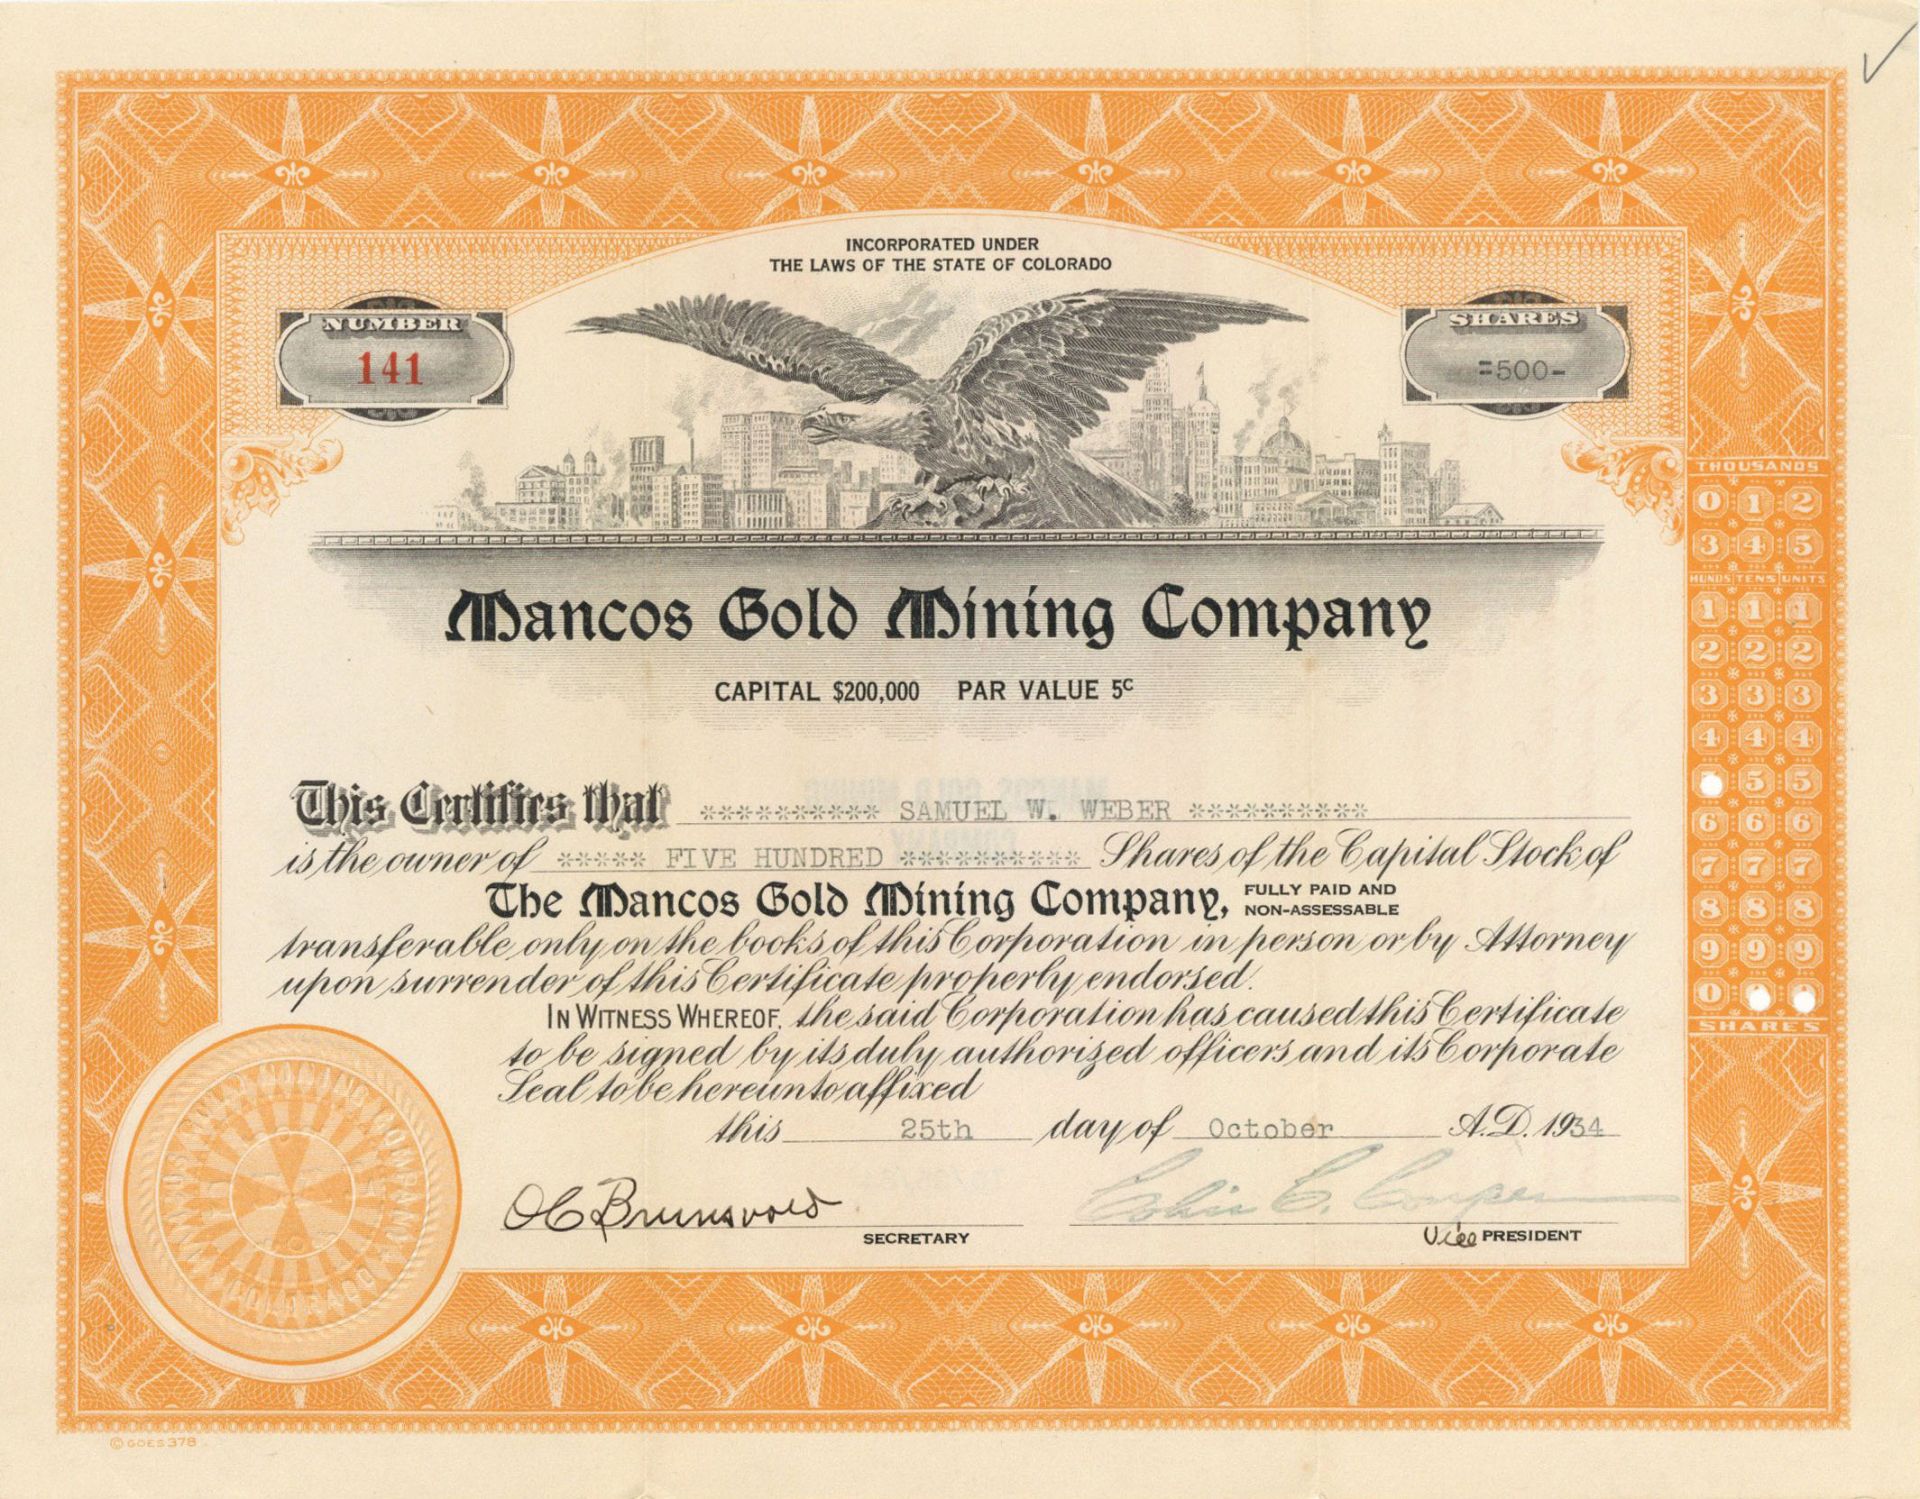 INCORPORATED UNDER
THE LAWS OF THE STATE OF COLORADO
NUMBER
141
SHARES
=500-
Mancos Gold Mining Company
CAPITAL $200,000 PAR VALUE 5c
This Certifies that ********** SAMUEL W. WEBER **********
is the owner of ***** FIVE HUNDRED ********** Shares of the Capital Stock of
The Mancos Gold Mining Company, FULLY PAID AND
NON-ASSESSABLE
transferable only on the books of this Corporation in person or by Attorney
upon surrender of this Certificate properly endorsed.
IN WITNESS WHEREOF, the said Corporation has caused this Certificate
to be signed by its duly authorized officers and its Corporate
Seal to be hereunto affixed
this 25th day of October A.D. 1934
OC Brunsvold
SECRETARY
Vice PRESIDENT
THOUSANDS
0 1 2
3 4 5
HUNDS TENS UNITS
1 1 1
2 2 2
3 3 3
4 4 4
5 5
6 6 6
7 7 7
8 8 8
9 9 9
0
SHARES
© GOES 378